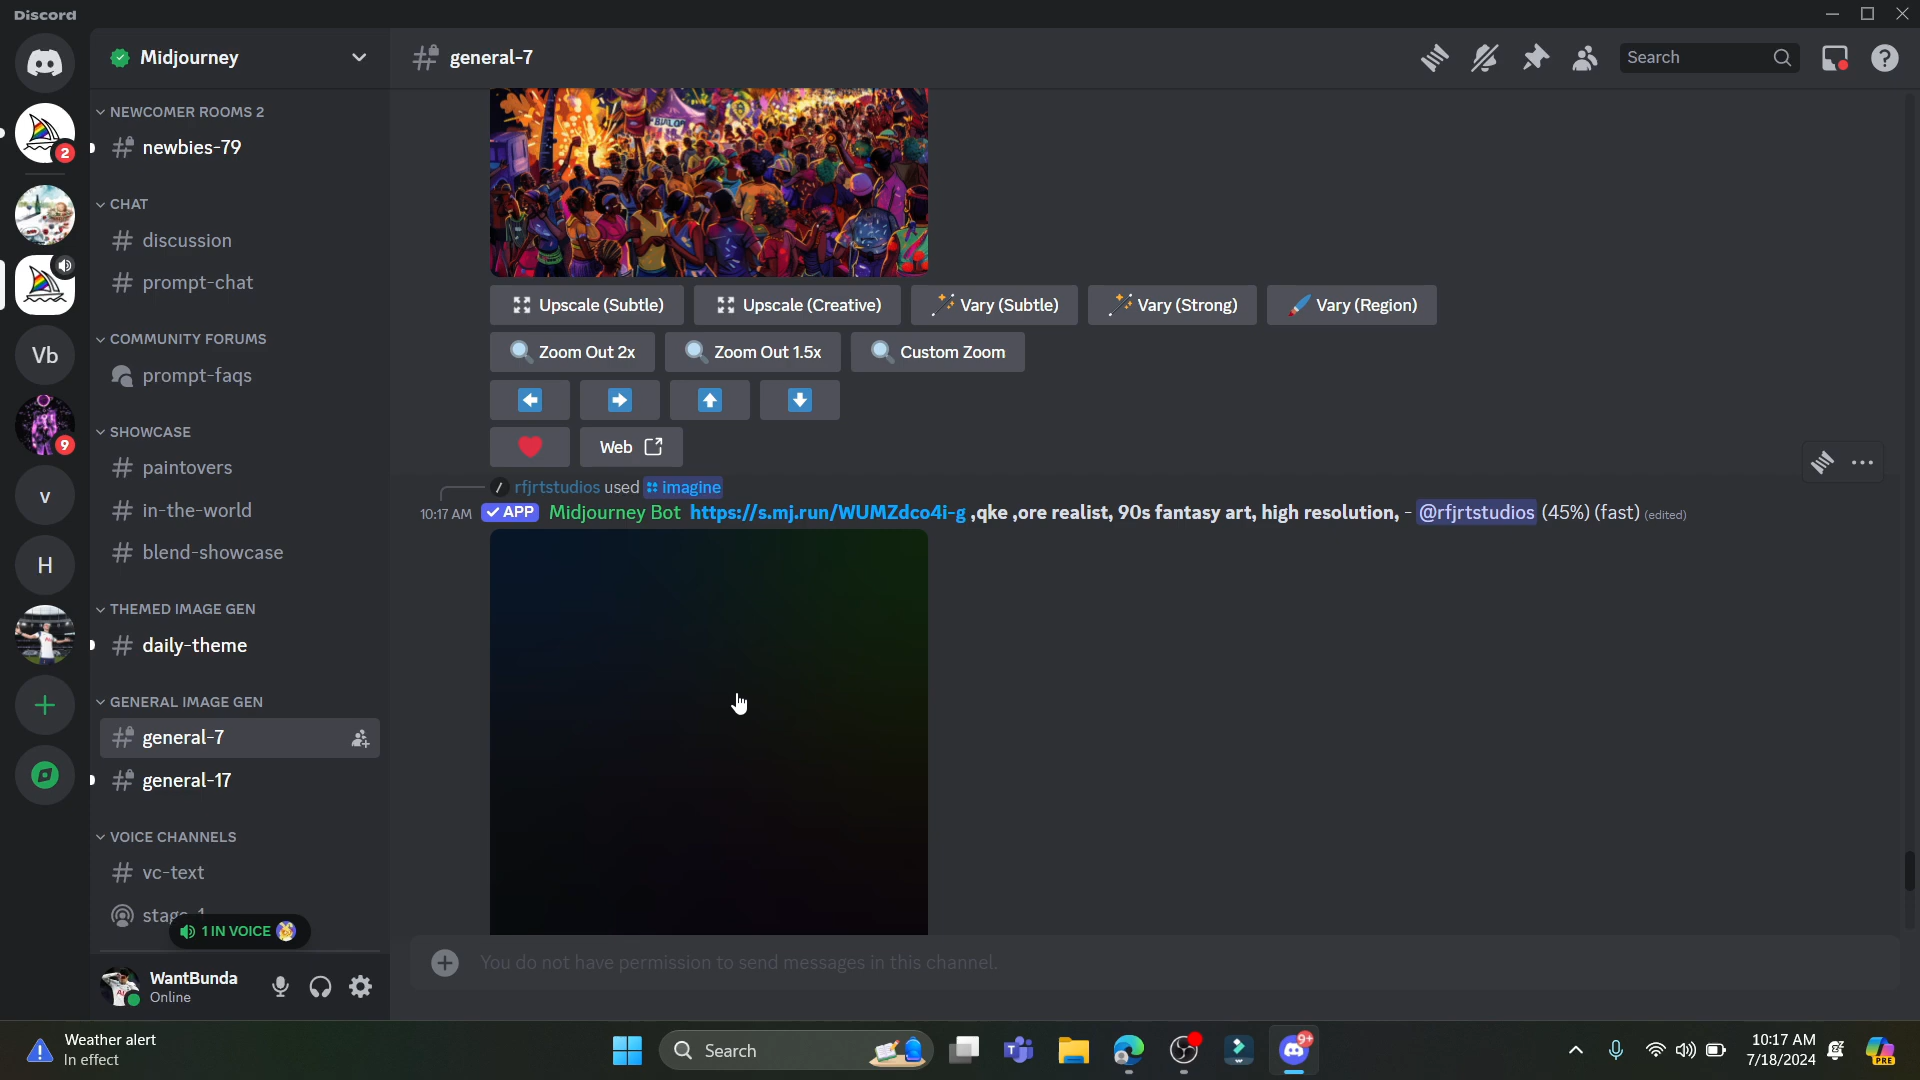 Discord
Midjourney
general-7
Search
NEWCOMER ROOMS 2
newbies-79
2
CHAT
discussion
prompt-chat
COMMUNITY FORUMS
prompt-faqs
Vb
9
SHOWCASE
paintovers
in-the-world
blend-showcase
v
H
THEMED IMAGE GEN
daily-theme
GENERAL IMAGE GEN
general-7
general-17
VOICE CHANNELS
vc-text
1 IN VOICE
WantBunda
Online
Upscale (Subtle) Upscale (Creative) Vary (Subtle) Vary (Strong) Vary (Region)
Zoom Out 2x Zoom Out 1.5x Custom Zoom
Web
rfjrtstudios used imagine
10:17 AM APP Midjourney Bot https://s.mj.run/WUMZdco4i-g ,qke ,ore realist, 90s fantasy art, high resolution, - @rfjrtstudios (45%) (fast) (edited)
You do not have permission to send messages in this channel.
Weather alert
In effect
Search
9+
10:17 AM
7/18/2024
PRE